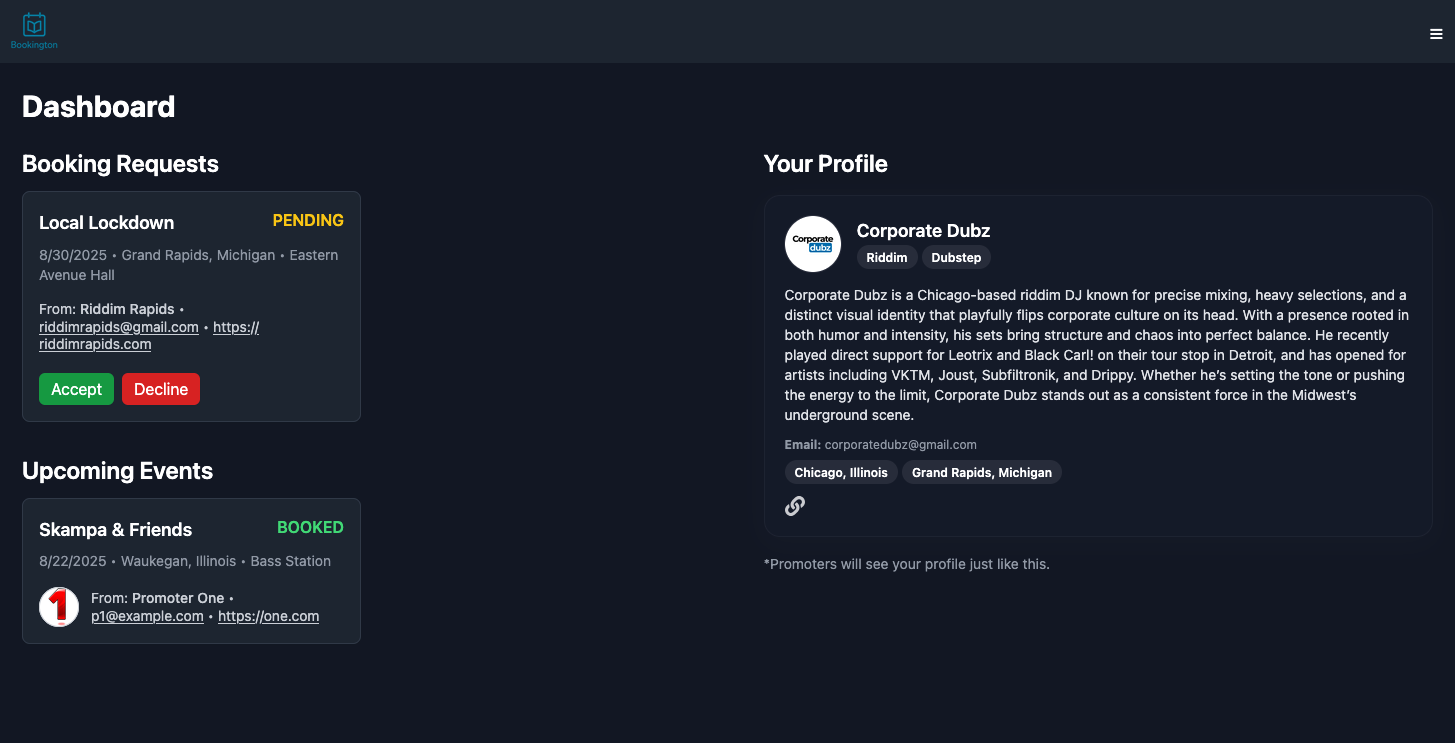 Bookington
Dashboard
Booking Requests
Local Lockdown
PENDING
8/30/2025 • Grand Rapids, Michigan • Eastern
Avenue Hall
From: Riddim Rapids •
riddimrapids@gmail.com • https://
riddimrapids.com
Accept
Decline
Upcoming Events
Skampa & Friends
BOOKED
8/22/2025 • Waukegan, Illinois • Bass Station
1
From: Promoter One •
p1@example.com • https://one.com
Your Profile
Corporate
dubz
Corporate Dubz
Riddim
Dubstep
Corporate Dubz is a Chicago-based riddim DJ known for precise mixing, heavy selections, and a
distinct visual identity that playfully flips corporate culture on its head. With a presence rooted in
both humor and intensity, his sets bring structure and chaos into perfect balance. He recently
played direct support for Leotrix and Black Carl! on their tour stop in Detroit, and has opened for
artists including VKTM, Joust, Subfiltronik, and Drippy. Whether he’s setting the tone or pushing
the energy to the limit, Corporate Dubz stands out as a consistent force in the Midwest’s
underground scene.
Email: corporatedubz@gmail.com
Chicago, Illinois
Grand Rapids, Michigan
*Promoters will see your profile just like this.